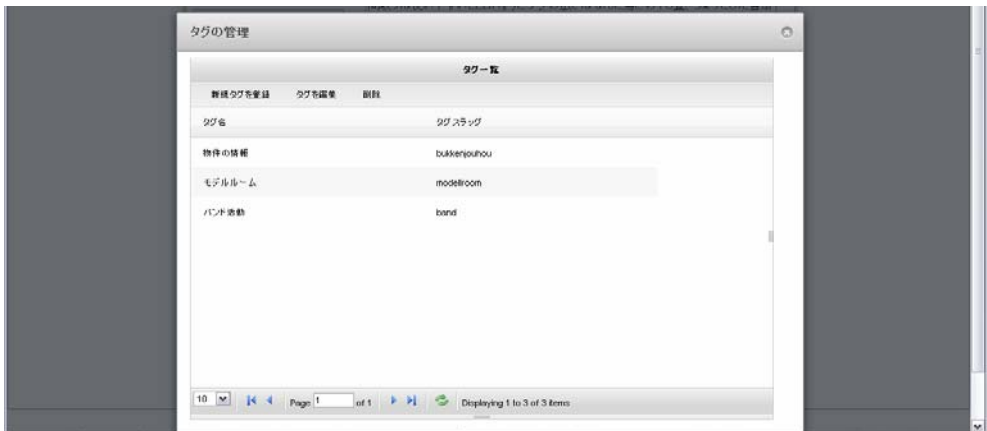 タグの管理
タグ一覧
新規タグを登録 タグを編集 削除
タグ名 タグスラッグ
物件の情報 bukkenjouhou
モデルルーム modellroom
バンド活動 band
10 Page 1 of 1 Displaying 1 to 3 of 3 items